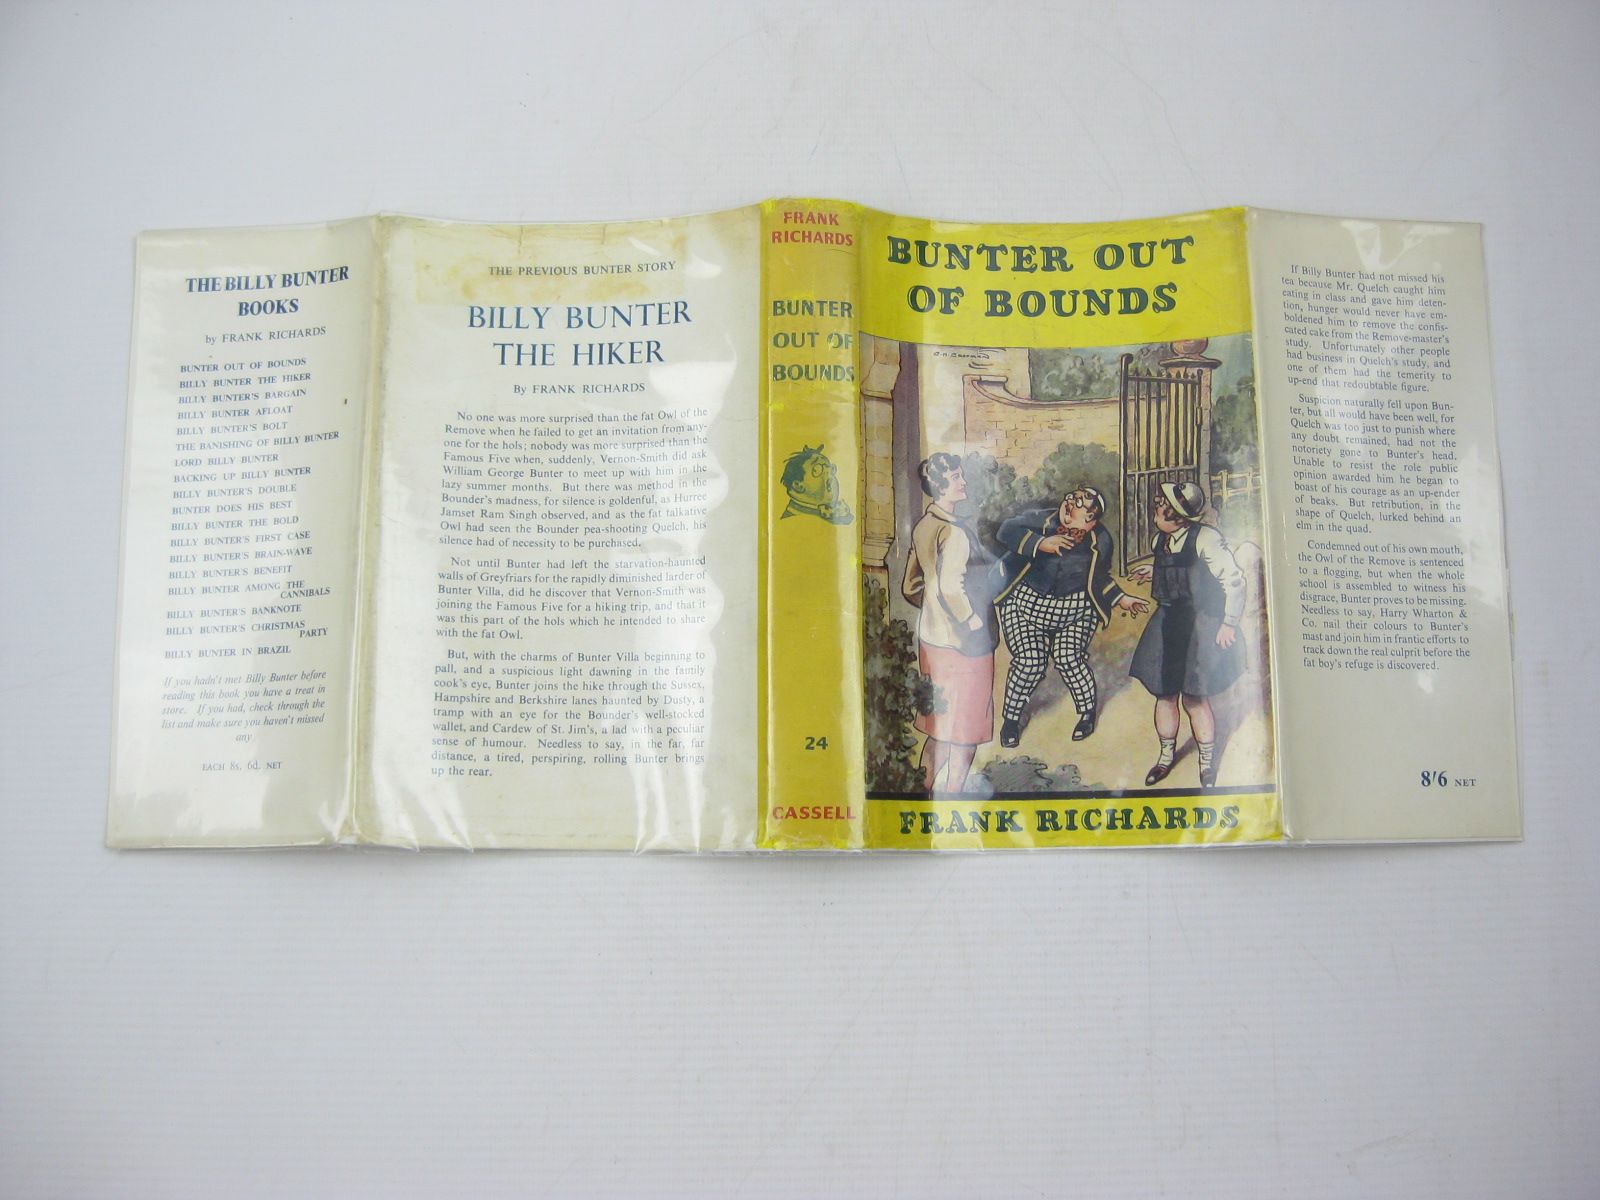 THE BILLY BUNTER
BOOKS
by FRANK RICHARDS
BUNTER OUT OF BOUNDS
BILLY BUNTER THE HIKER
BILLY BUNTER'S BARGAIN
BILLY BUNTER AFLOAT
BILLY BUNTER'S BOLT
THE BANISHING OF BILLY BUNTER
LORD BILLY BUNTER
BACKING UP BILLY BUNTER
BILLY BUNTER'S DOUBLE
BUNTER DOES HIS BEST
BILLY BUNTER THE BOLD
BILLY BUNTER'S FIRST CASE
BILLY BUNTER'S BRAIN-WAVE
BILLY BUNTER'S BENEFIT
BILLY BUNTER AMONG THE
CANNIBALS
BILLY BUNTER'S BANKNOTE
BILLY BUNTER'S CHRISTMAS
PARTY
BILLY BUNTER IN BRAZIL
If you hadn't met Billy Bunter before
reading this book you have a treat in
store. If you had, check through the
list and make sure you haven't missed
any
EACH 8s. 6d. NET
THE PREVIOUS BUNTER STORY
BILLY BUNTER
THE HIKER
By FRANK RICHARDS
No one was more surprised than the fat Owl of the
Remove when he failed to get an invitation from any-
one for the hols; nobody was more surprised than the
Famous Five when, suddenly, Vernon-Smith did ask
William George Bunter to meet up with him in the
lazy summer months. But there was method in the
Bounder's madness, for silence is goldenful, as Hurree
Jamset Ram Singh observed, and as the fat talkative
Owl had seen the Bounder pea-shooting Quelch, his
silence had of necessity to be purchased.
Not until Bunter had left the starvation-haunted
walls of Greyfriars for the rapidly diminished larder of
Bunter Villa, did he discover that Vernon-Smith was
joining the Famous Five for a hiking trip, and that it
was this part of the hols which he intended to share
with the fat Owl.
But, with the charms of Bunter Villa beginning to
pall, and a suspicious light dawning in the family
cook's eye, Bunter joins the hike through the Sussex,
Hampshire and Berkshire lanes haunted by Dusty, a
tramp with an eye for the Bounder's well-stocked
wallet, and Cardew of St. Jim's, a lad with a peculiar
sense of humour. Needless to say, in the far, far
distance, a tired, perspiring, rolling Bunter brings
up the rear.
FRANK
RICHARDS
BUNTER
OUT OF
BOUNDS
24
CASSELL
BUNTER OUT
OF BOUNDS
FRANK RICHARDS
If Billy Bunter had not missed his
tea because Mr. Quelch caught him
eating in class and gave him deten-
tion, hunger would never have em-
boldened him to remove the confis-
cated cake from the Remove-master's
study. Unfortunately other people
had business in Quelch's study, and
one of them had the temerity to
up-end that redoubtable figure.
Suspicion naturally fell upon Bun-
ter, but all would have been well, for
Quelch was too just to punish where
any doubt remained, had not the
notoriety gone to Bunter's head.
Unable to resist the role public
opinion awarded him he began to
boast of his courage as an up-ender
of beaks. But retribution, in the
shape of Quelch, lurked behind an
elm in the quad.
Condemned out of his own mouth,
the Owl of the Remove is sentenced
to a flogging, but when the whole
school is assembled to witness his
disgrace, Bunter proves to be missing.
Needless to say, Harry Wharton &
Co. nail their colours to Bunter's
mast and join him in frantic efforts to
track down the real culprit before the
fat boy's refuge is discovered.
8'6 NET